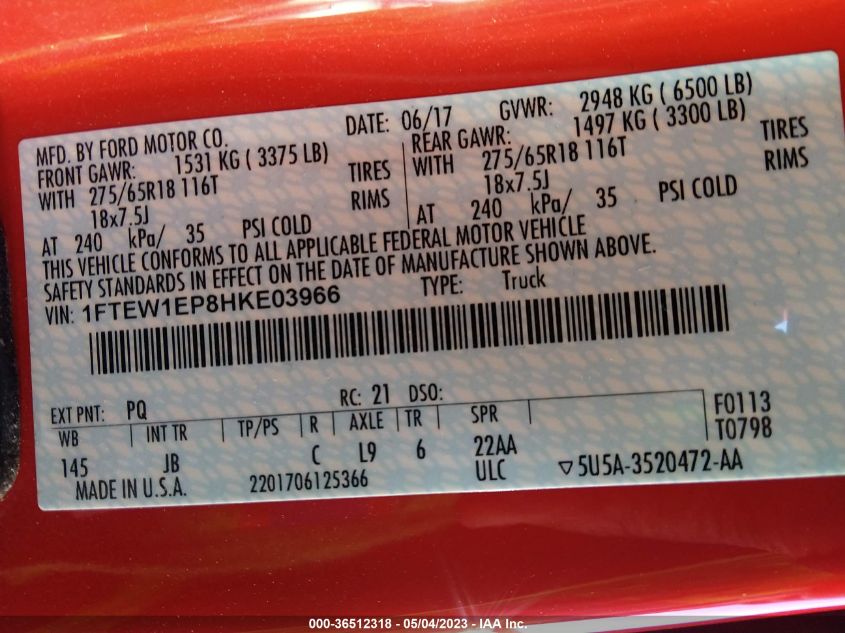 MFD. BY FORD MOTOR CO. DATE: 06/17 GVWR: 2948 KG ( 6500 LB)
FRONT GAWR: 1531 KG ( 3375 LB) REAR GAWR: 1497 KG ( 3300 LB)
WITH 275/65R18 116T TIRES WITH 275/65R18 116T TIRES
18x7.5J RIMS 18x7.5J RIMS
AT 240 kPa/ 35 PSI COLD AT 240 kPa/ 35 PSI COLD
THIS VEHICLE CONFORMS TO ALL APPLICABLE FEDERAL MOTOR VEHICLE
SAFETY STANDARDS IN EFFECT ON THE DATE OF MANUFACTURE SHOWN ABOVE.
VIN: 1FTEW1EP8HKE03966 TYPE: Truck
EXT PNT: PQ RC: 21 DSO:
WB INT TR TP/PS R AXLE TR SPR F0113
145 JB C L9 6 22AA T0798
MADE IN U.S.A. 2201706125366 ULC ▽5U5A-3520472-AA
000-36512318 - 05/04/2023 - IAA Inc.